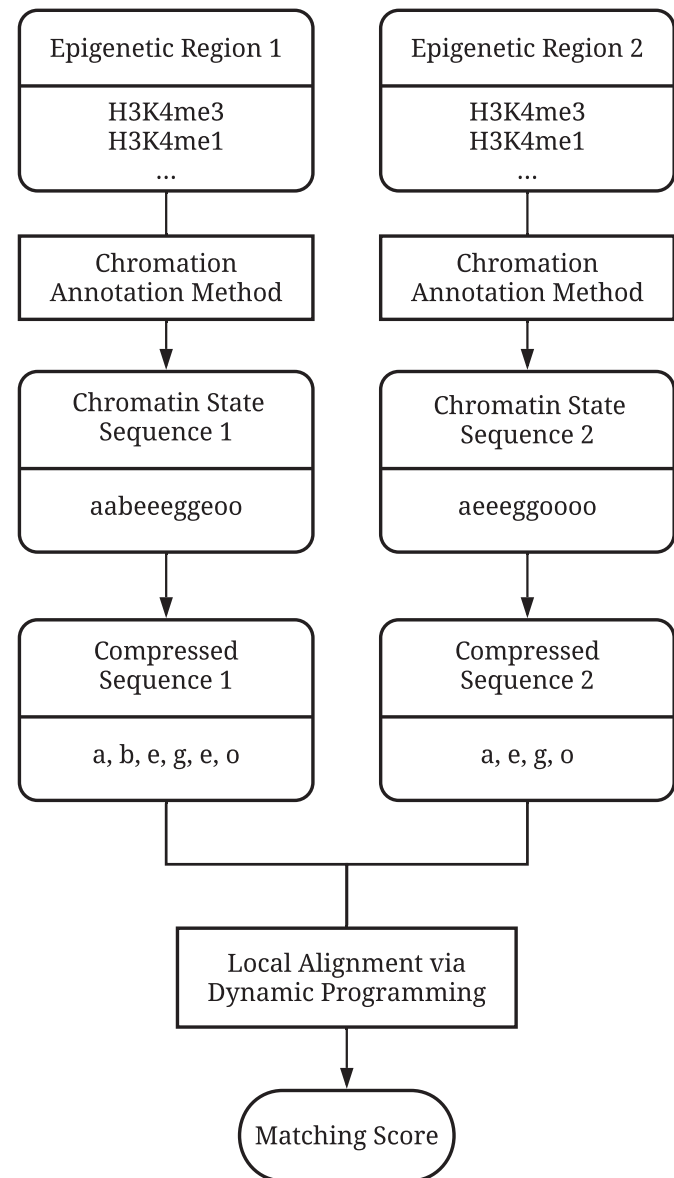 Epigenetic Region 1
H3K4me3
H3K4me1
...
Chromation
Annotation Method
Chromatin State
Sequence 1
aabeeeggeoo
Compressed
Sequence 1
a, b, e, g, e, o
Epigenetic Region 2
H3K4me3
H3K4me1
...
Chromation
Annotation Method
Chromatin State
Sequence 2
aeeeggoooo
Compressed
Sequence 2
a, e, g, o
Local Alignment via
Dynamic Programming
Matching Score